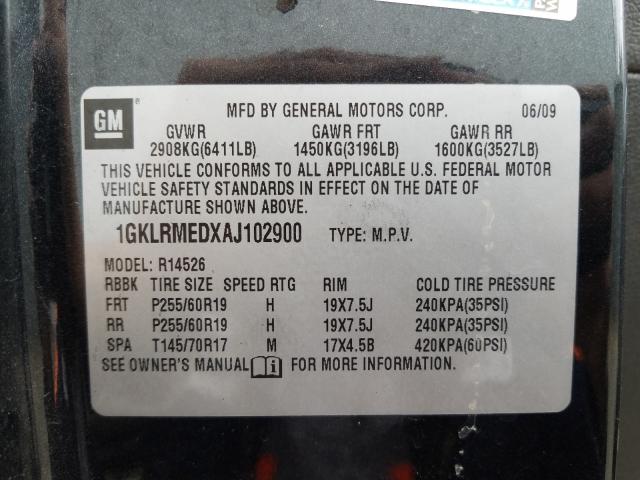 GM® MFD BY GENERAL MOTORS CORP. 06/09
GVWR GAWR FRT GAWR RR
2908KG(6411LB) 1450KG(3196LB) 1600KG(3527LB)
THIS VEHICLE CONFORMS TO ALL APPLICABLE U.S. FEDERAL MOTOR
VEHICLE SAFETY STANDARDS IN EFFECT ON THE DATE OF
MANUFACTURE SHOWN ABOVE.
1GKLRMEDXAJ102900 TYPE: M.P.V.
MODEL: R14526
RBBK TIRE SIZE SPEED RTG RIM COLD TIRE PRESSURE
FRT P255/60R19 H 19X7.5J 240KPA(35PSI)
RR P255/60R19 H 19X7.5J 240KPA(35PSI)
SPA T145/70R17 M 17X4.5B 420KPA(60PSI)
SEE OWNER'S MANUAL FOR MORE INFORMATION.